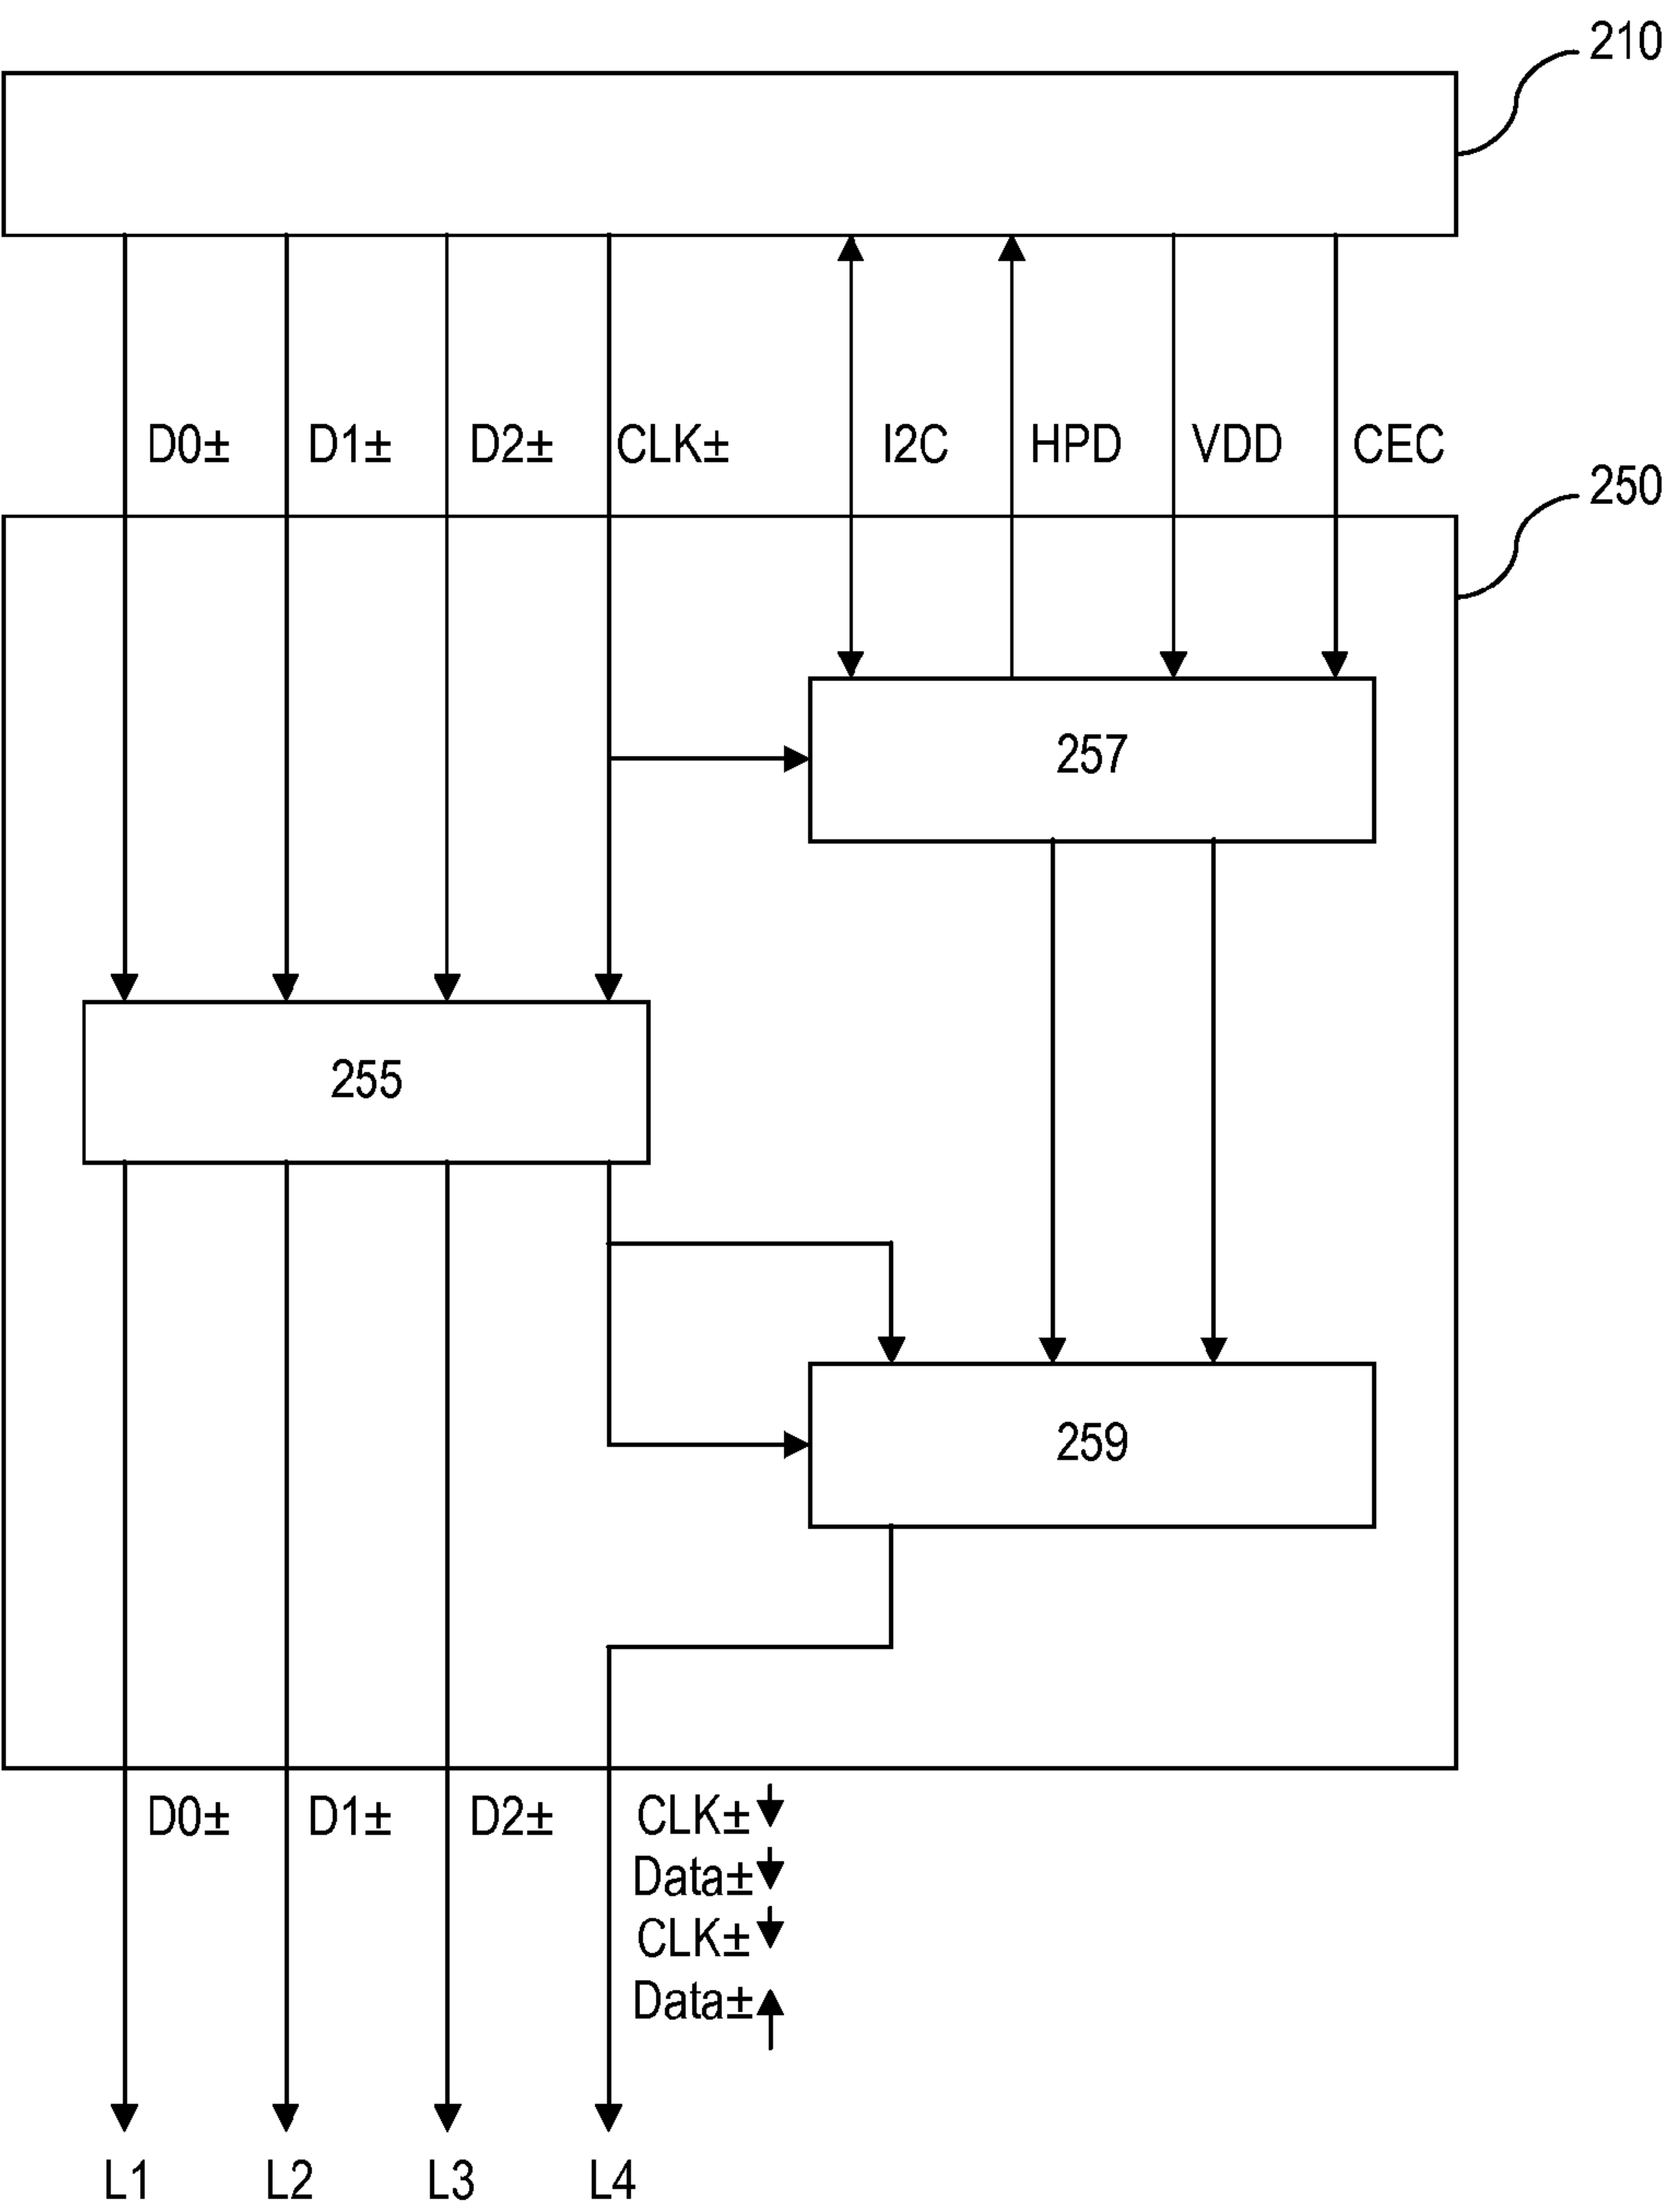 210
D0± D1± D2± CLK± I2C HPD VDD CEC
250
257
255
259
D0± D1± D2± CLK±
Data±
CLK±
Data±
L1 L2 L3 L4